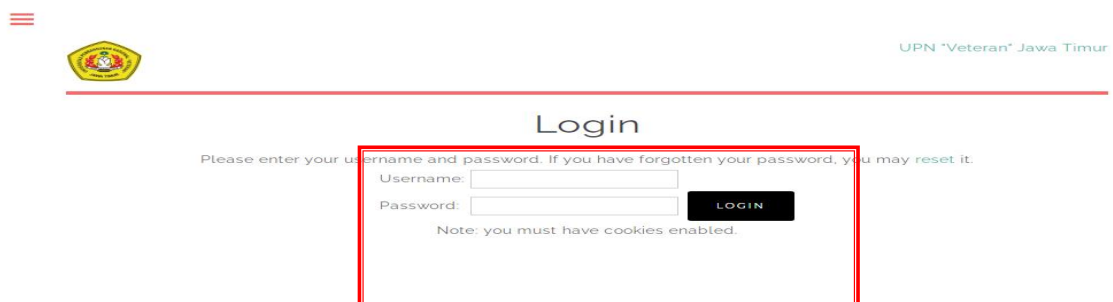 UPN "Veteran" Jawa Timur
Login
Please enter your username and password. If you have forgotten your password, you may reset it.
Username:
Password:
LOGIN
Note: you must have cookies enabled.